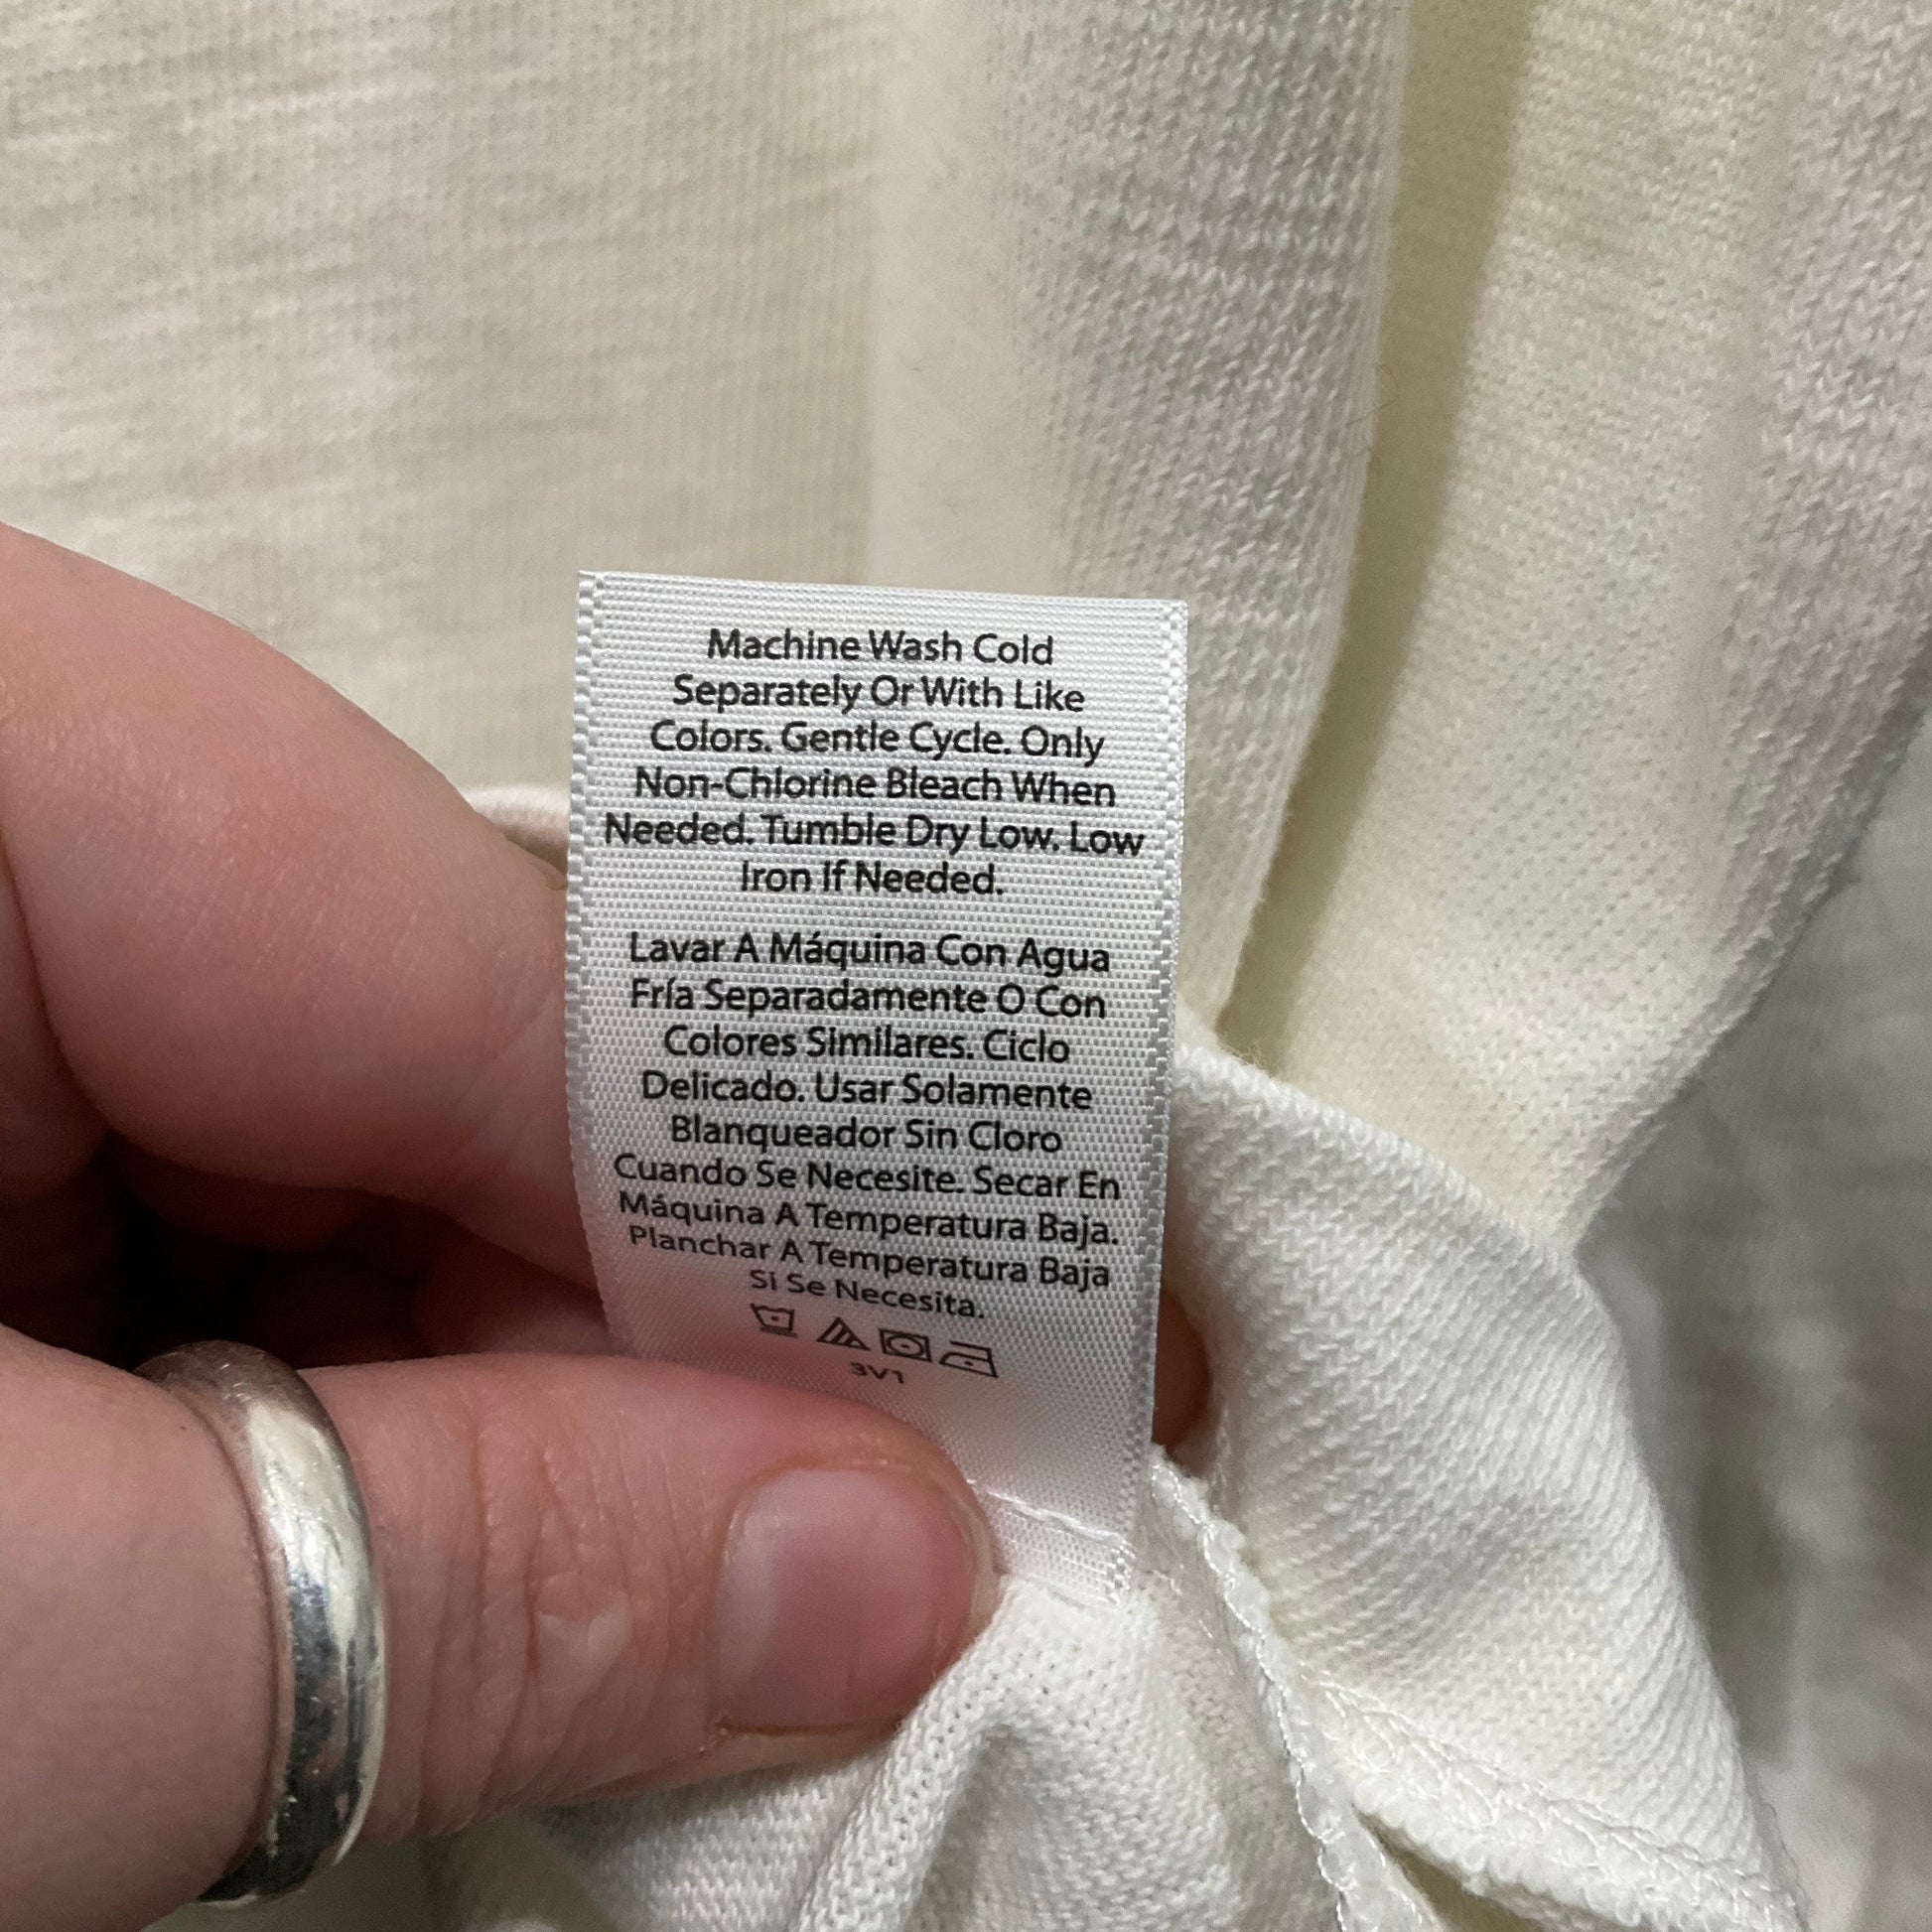 Machine Wash Cold
Separately Or With Like
Colors. Gentle Cycle. Only
Non-Chlorine Bleach When
Needed. Tumble Dry Low. Low
Iron If Needed.
Lavar A Máquina Con Agua
Fría Separadamente O Con
Colores Similares. Ciclo
Delicado. Usar Solamente
Blanqueador Sin Cloro
Cuando Se Necesite. Secar En
Máquina A Temperatura Baja.
Planchar A Temperatura Baja
Si Se Necesita.
3V1